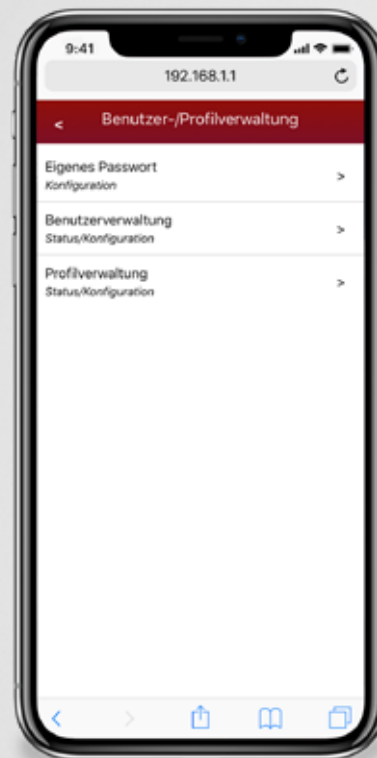 9:41
192.168.1.1
< Benutzer-/Profilverwaltung
Eigenes Passwort
Konfiguration
>
Benutzerverwaltung
Status/Konfiguration
>
Profilverwaltung
Status/Konfiguration
>